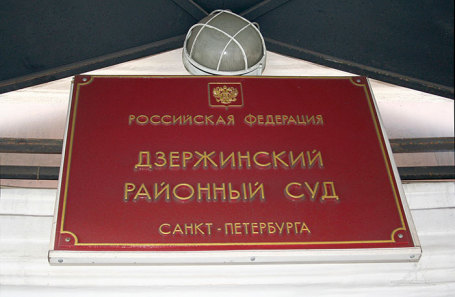 РОССИЙСКАЯ ФЕДЕРАЦИЯ
ДЗЕРЖИНСКИЙ
РАЙОННЫЙ СУД
САНКТ-ПЕТЕРБУРГА